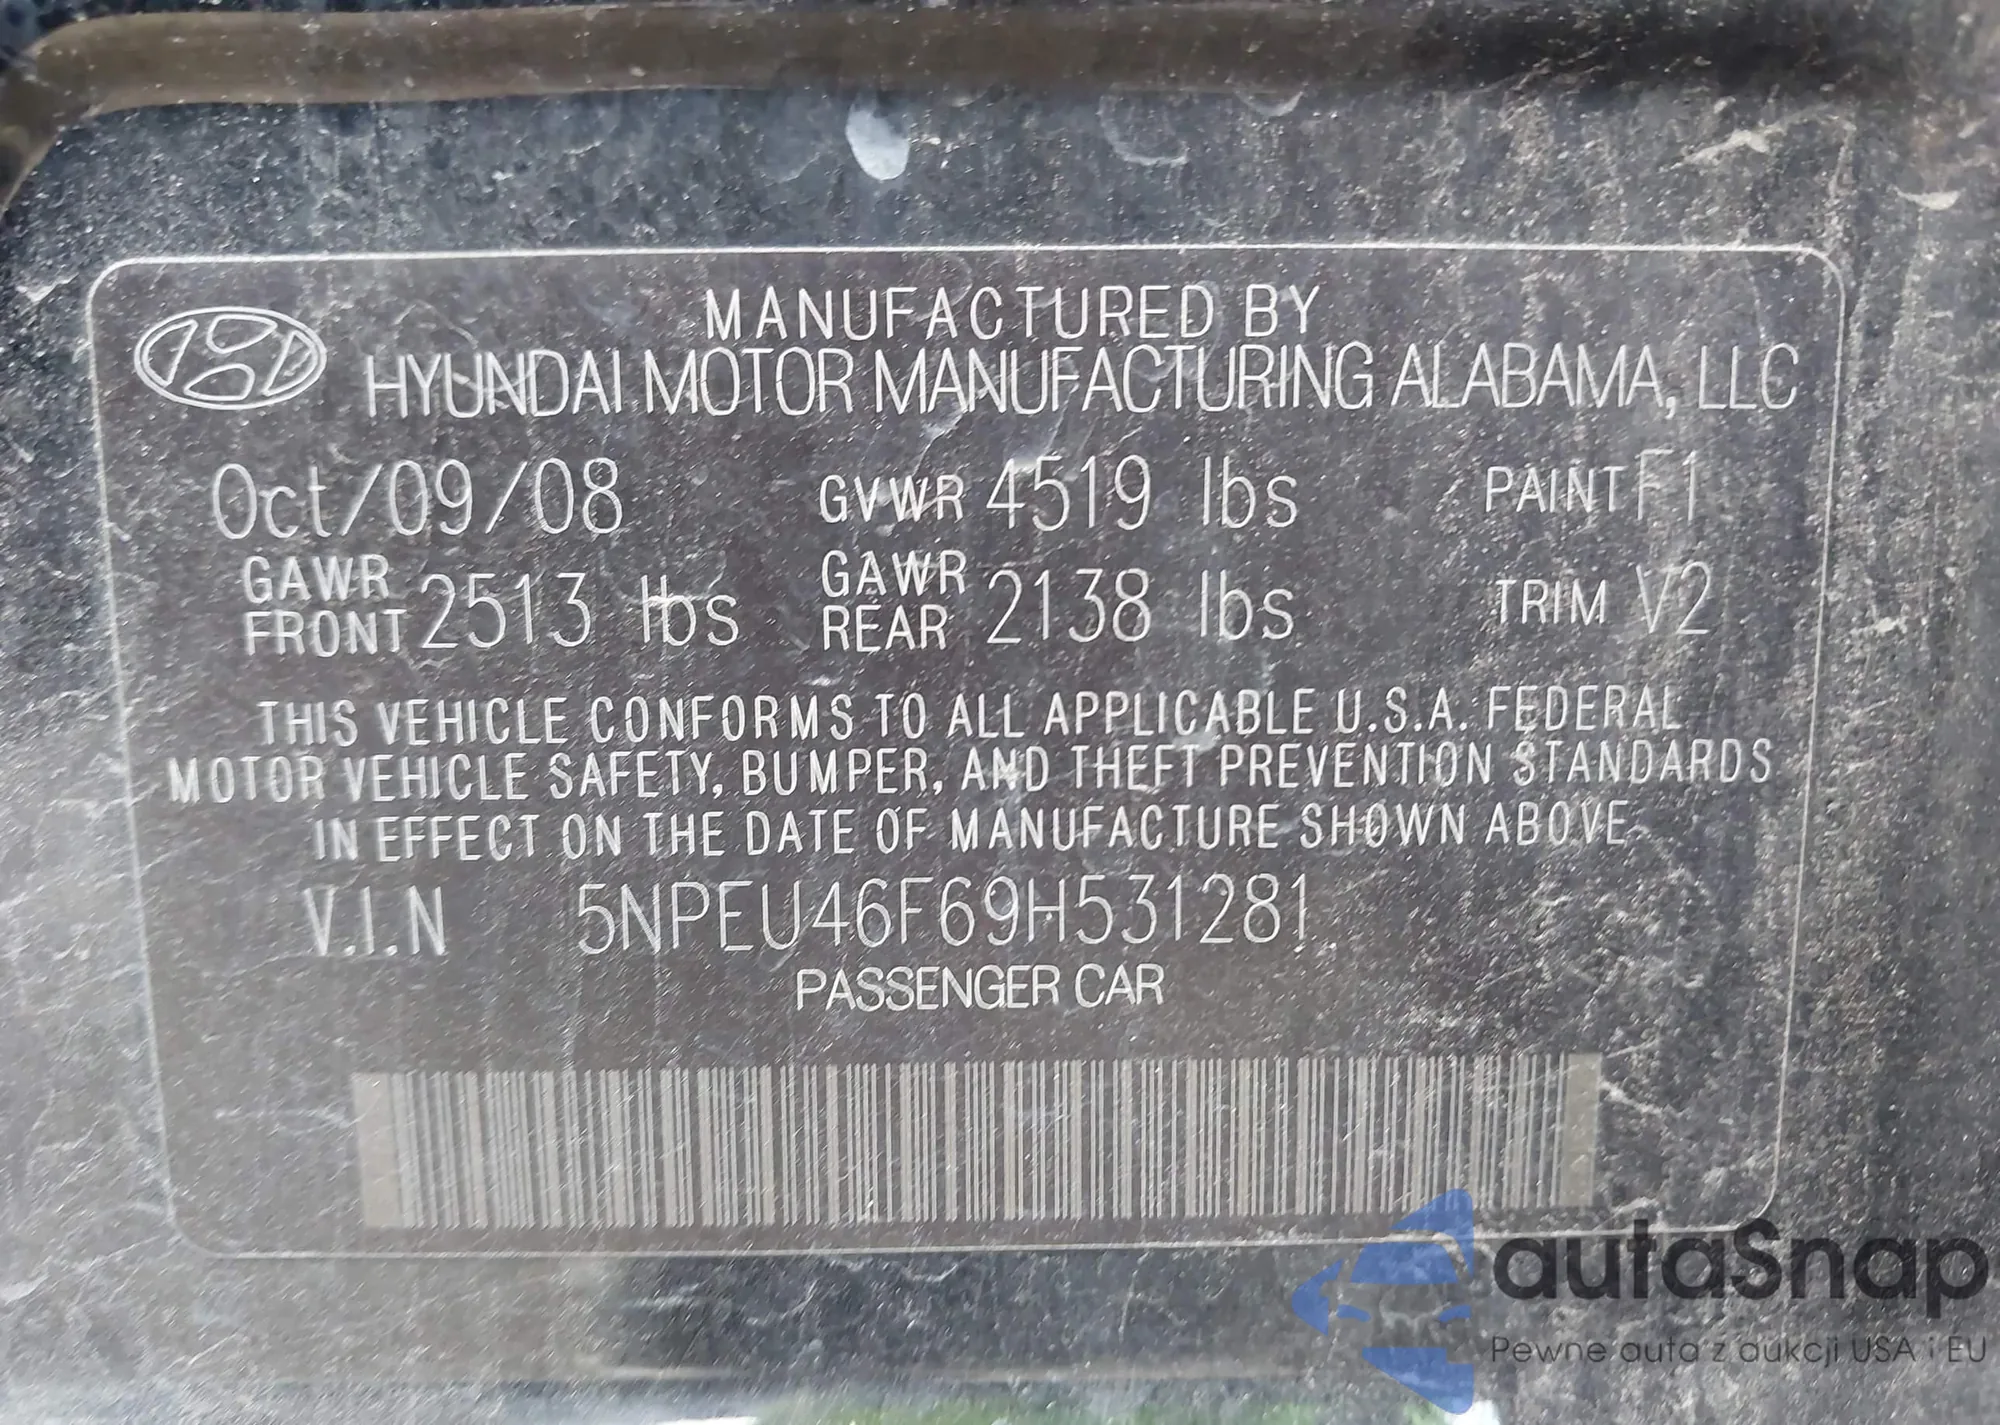 MANUFACTURED BY
HYUNDAI MOTOR MANUFACTURING ALABAMA, LLC
Oct/09/08 GVWR 4519 lbs PAINT F1
GAWR FRONT 2513 lbs GAWR REAR 2138 lbs TRIM V2
THIS VEHICLE CONFORMS TO ALL APPLICABLE U.S.A. FEDERAL
MOTOR VEHICLE SAFETY, BUMPER, AND THEFT PREVENTION STANDARDS
IN EFFECT ON THE DATE OF MANUFACTURE SHOWN ABOVE
V.I.N 5NPEU46F69H531281
PASSENGER CAR
autaSnap
Pewne auta z aukcji USA i EU